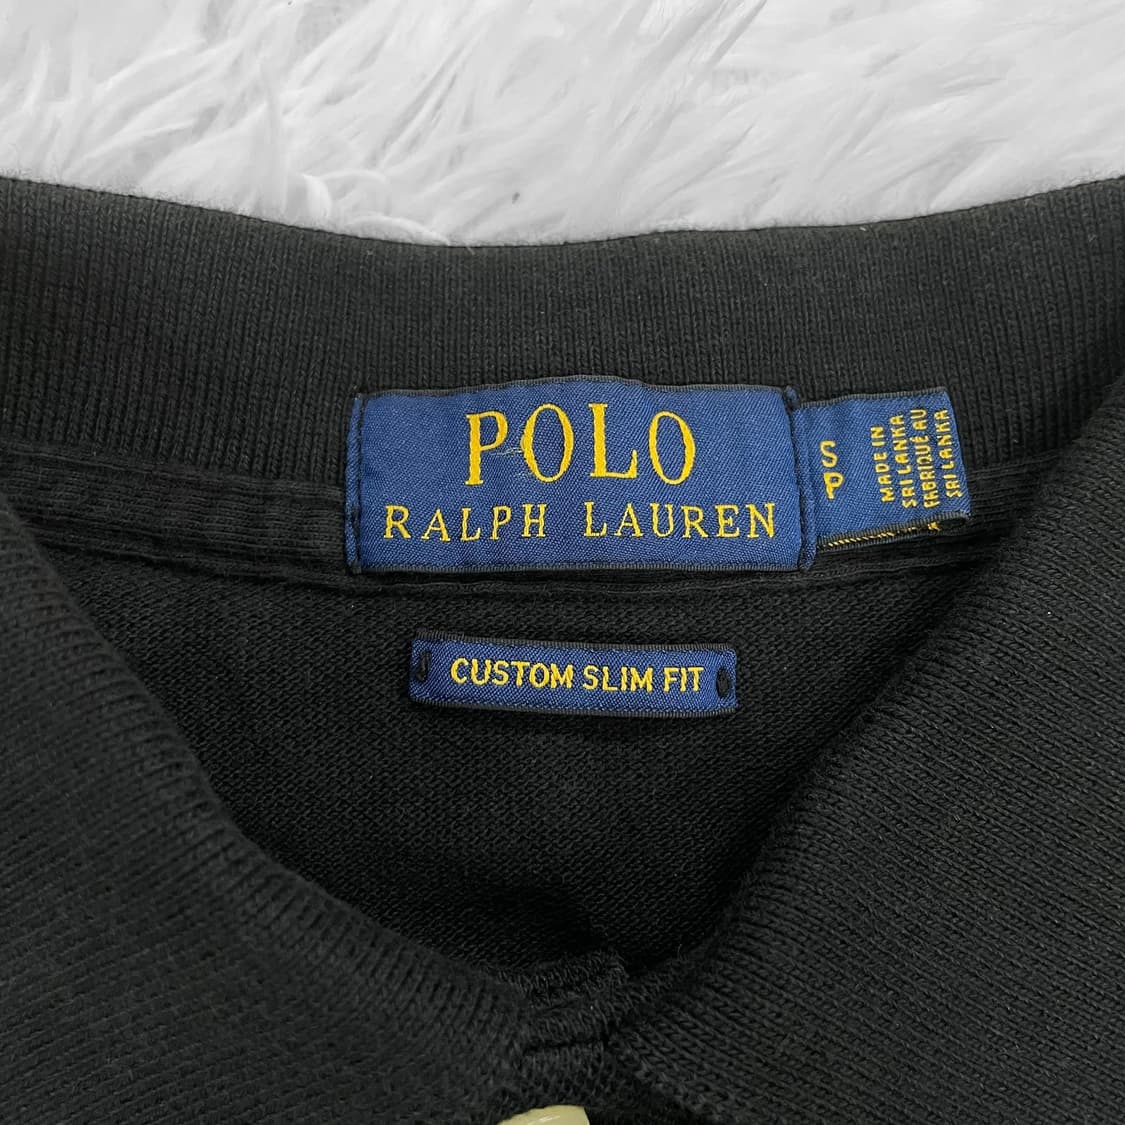 POLO
RALPH LAUREN
S
P
MADE IN
SRI LANKA
FABRIQUÉ AU
SRI LANKA
CUSTOM SLIM FIT